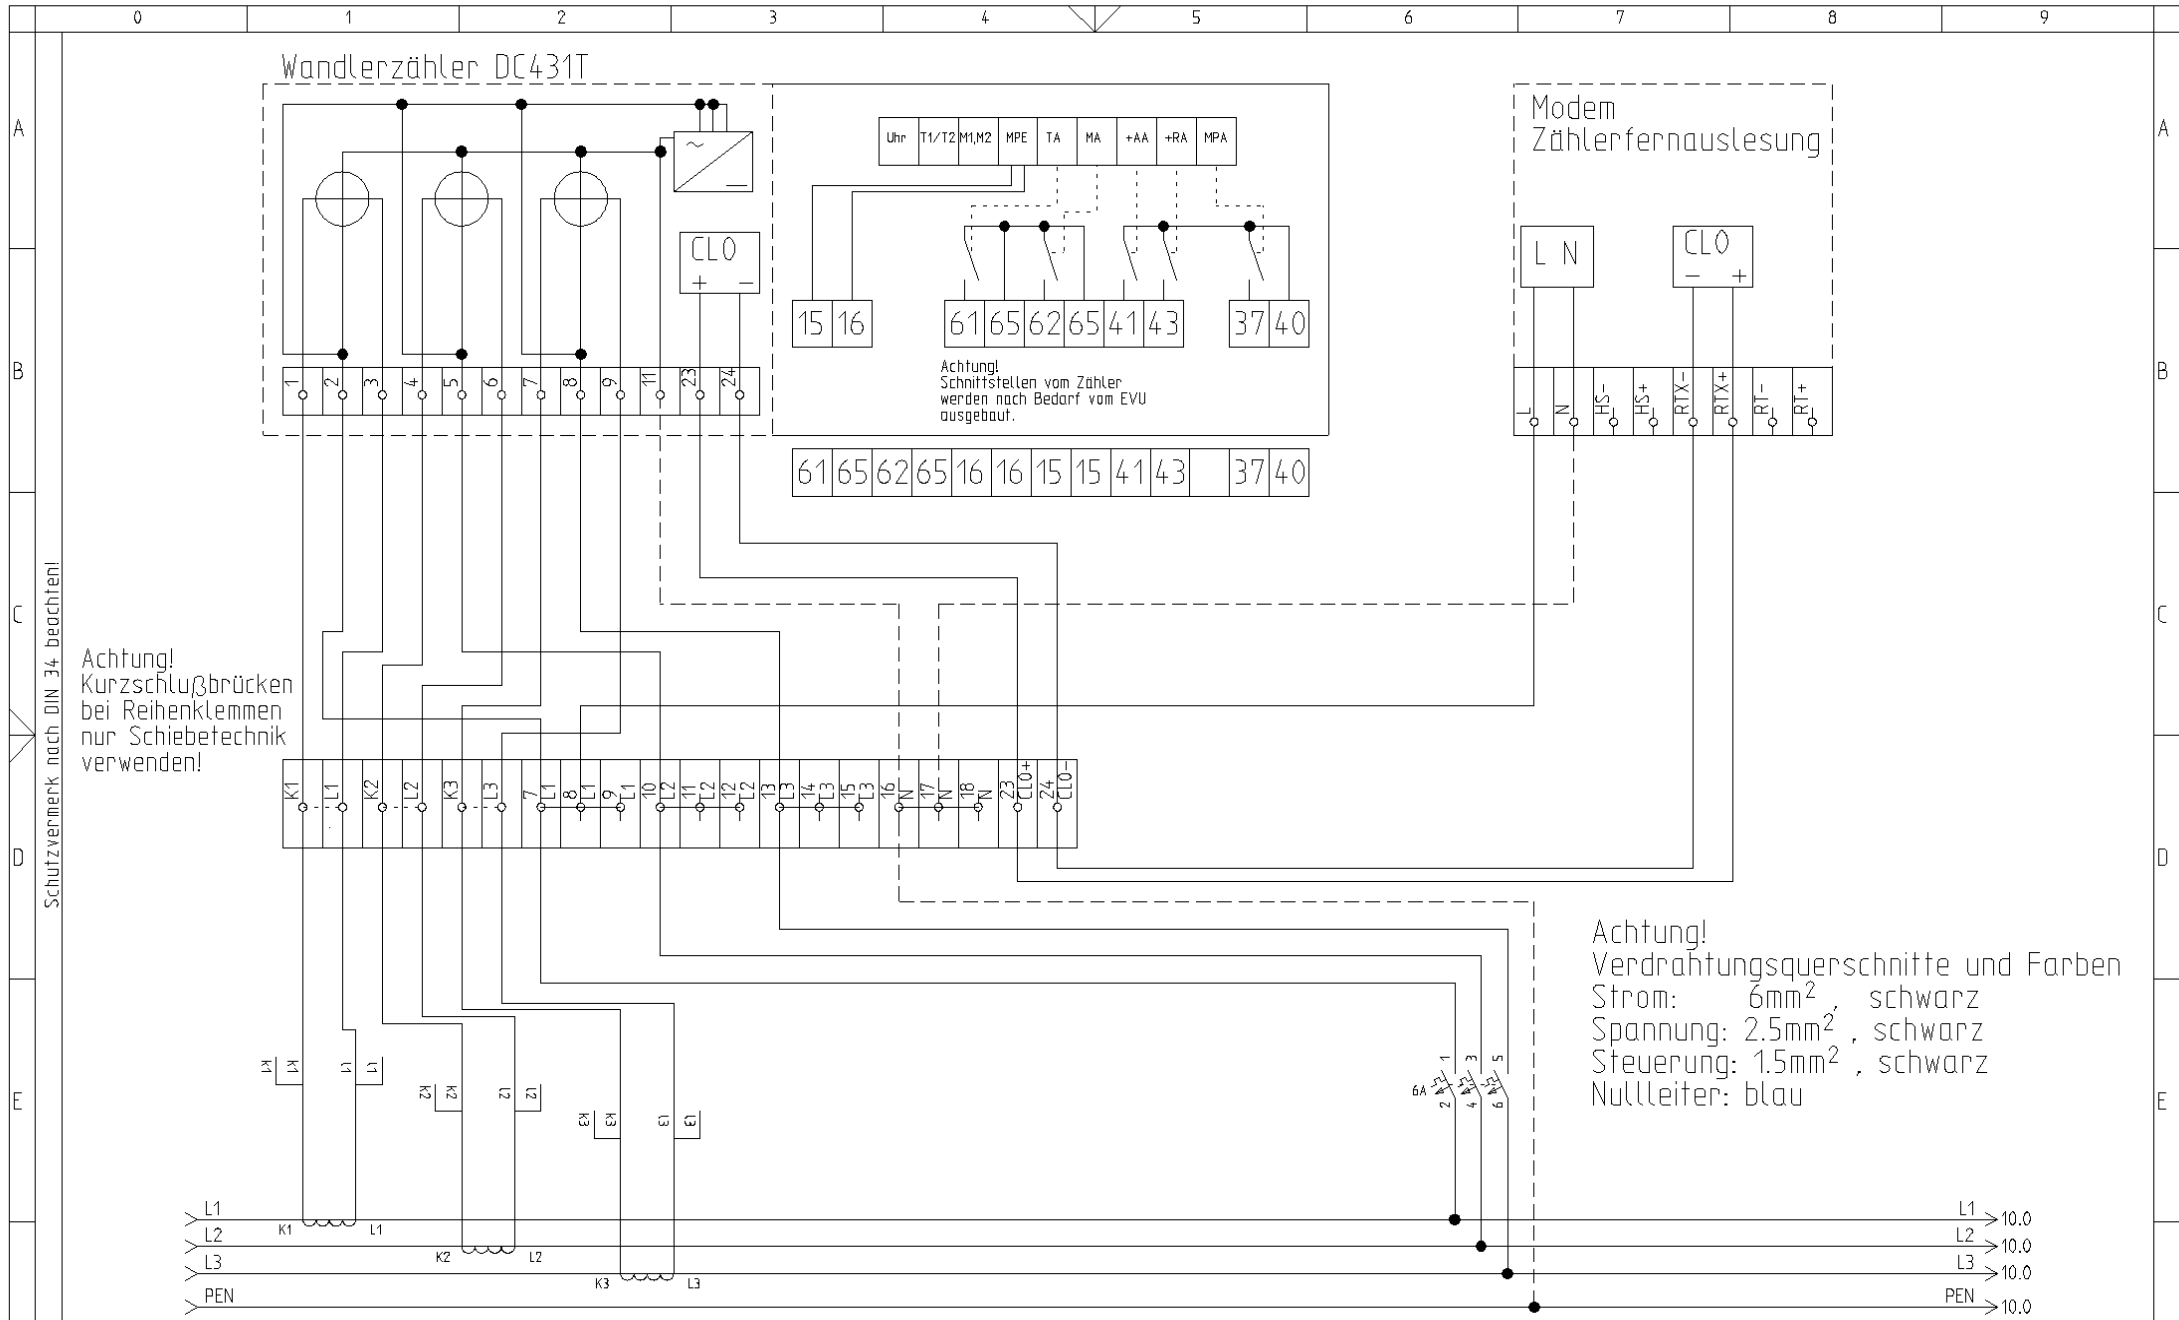 0 1 2 3 4 5 6 7 8 9
Wandlerzähler DC431T
A
A
Uhr T1/T2 M1,M2 MPE TA MA +AA +RA MPA
Modem
Zählerfernauslesung
CLO
+ −
L N
CLO
− +
15 16
61 65 62 65 41 43
37 40
Achtung!
Schnittstellen vom Zähler
werden nach Bedarf vom EVU
ausgebaut.
B
B
1 2 3 4 5 6 7 8 9 11 23 24
L N HS- HS+ RTX- RTX+ RT- RT+
61 65 62 65 16 16 15 15 41 43 37 40
C
C
Schutzvermerk nach DIN 34 beachten!
Achtung!
Kurzschlußbrücken
bei Reihenklemmen
nur Schiebetechnik
verwenden!
K1 L1 K2 L2 K3 L3 7 L1 8 L1 9 L1 10 L2 11 L2 12 L2 13 L3 14 L3 15 L3 16 N 17 N 18 N 23 CLO+ 24 CLO-
D
D
Achtung!
Verdrahtungsquerschnitte und Farben
Strom: 6mm² , schwarz
Spannung: 2.5mm² , schwarz
Steuerung: 1.5mm² , schwarz
Nullleiter: blau
K1 K1 L1 L1
K2 K2 L2 L2
K3 K3 L3 L3
1 3 5
6A
2 4 6
E
E
L1
K1 L1
L1 10.0
L2
K2 L2
L2 10.0
L3
K3 L3
L3 10.0
PEN
PEN 10.0